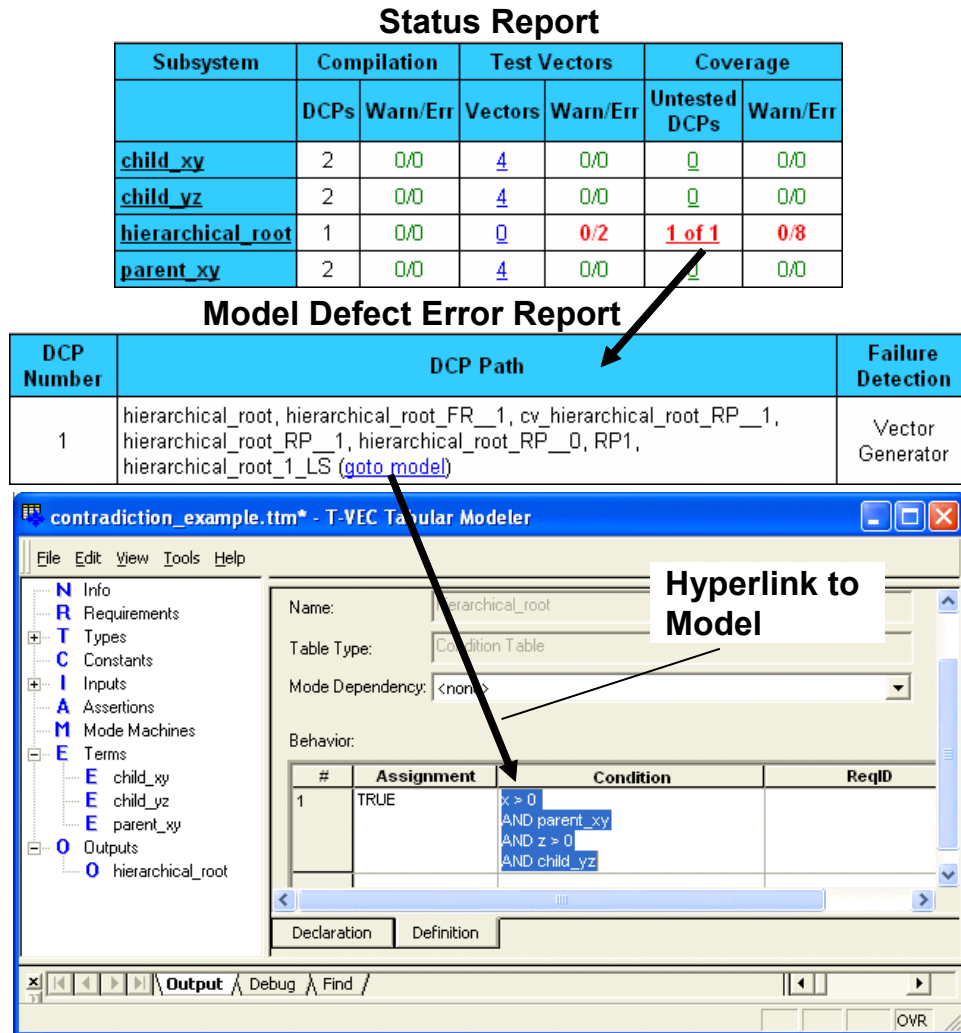 Status Report
Subsystem Compilation Test Vectors Coverage
DCPs Warn/Err Vectors Warn/Err Untested DCPs Warn/Err
child_xy 2 0/0 4 0/0 0 0/0
child_yz 2 0/0 4 0/0 0 0/0
hierarchical_root 1 0/0 0 0/2 1 of 1 0/8
parent_xy 2 0/0 4 0/0 0 0/0
Model Defect Error Report
DCP Number DCP Path Failure Detection
1 hierarchical_root, hierarchical_root_FR__1, cv_hierarchical_root_RP__1,
hierarchical_root_RP__1, hierarchical_root_RP__0, RP1,
hierarchical_root_1_LS (goto model)
Vector Generator
contradiction_example.ttm* - T-VEC Tabular Modeler
File Edit View Tools Help
N Info
R Requirements
T Types
C Constants
I Inputs
A Assertions
M Mode Machines
E Terms
E child_xy
E child_yz
E parent_xy
O Outputs
O hierarchical_root
Name: hierarchical_root
Table Type: Condition Table
Mode Dependency: <none>
Hyperlink to
Model
Behavior:
# Assignment Condition ReqID
1 TRUE x > 0
AND parent_xy
AND z > 0
AND child_yz
Declaration Definition
Output Debug Find
OVR